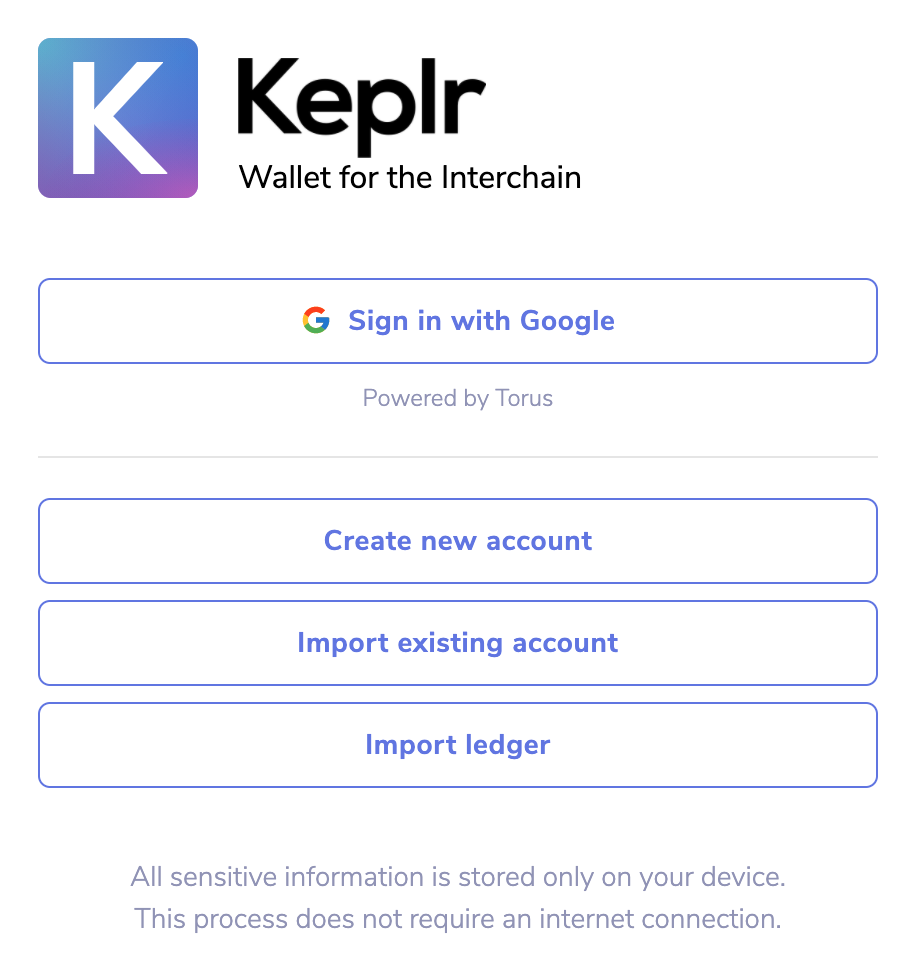 K
Keplr
Wallet for the Interchain
Sign in with Google
Powered by Torus
Create new account
Import existing account
Import ledger
All sensitive information is stored only on your device.
This process does not require an internet connection.